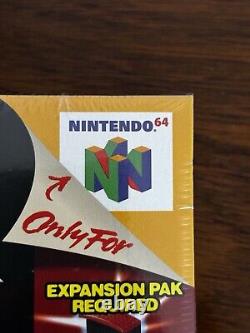 NINTENDO.64
Only For
EXPANSION PAK
REQUIRED